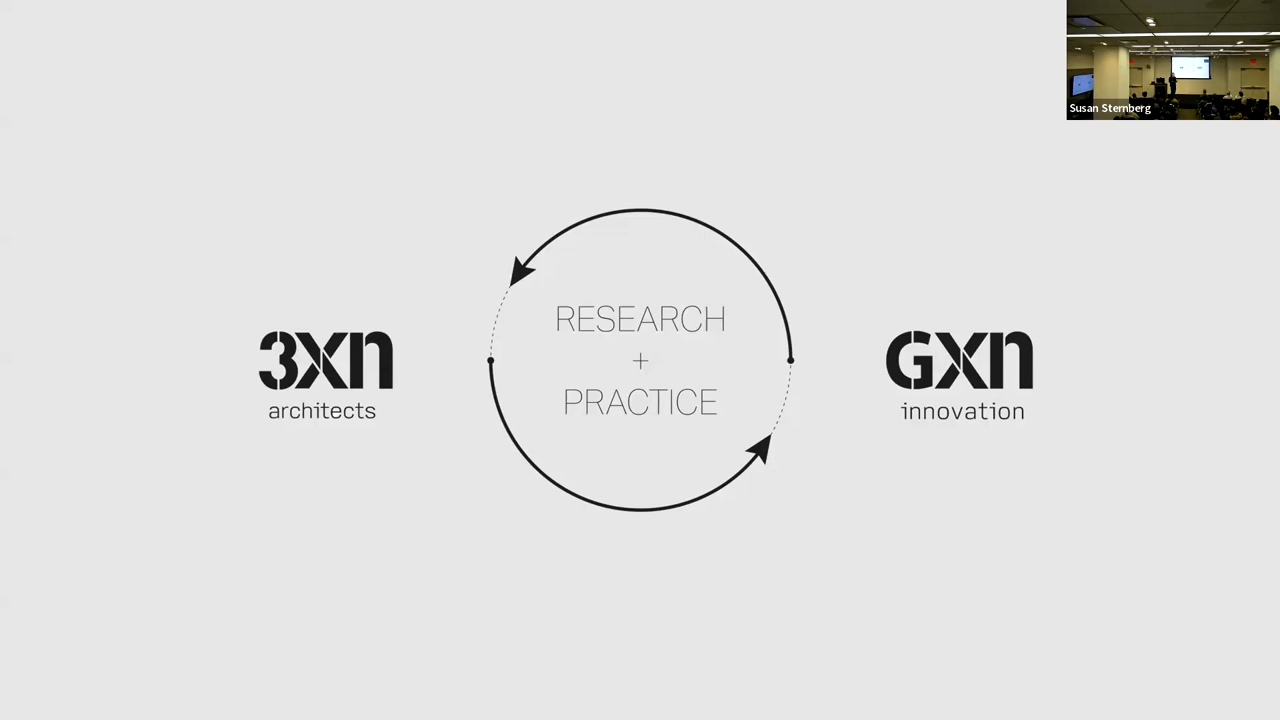 Susan Sternberg
RESEARCH
+
PRACTICE
3XN
architects
GXN
innovation